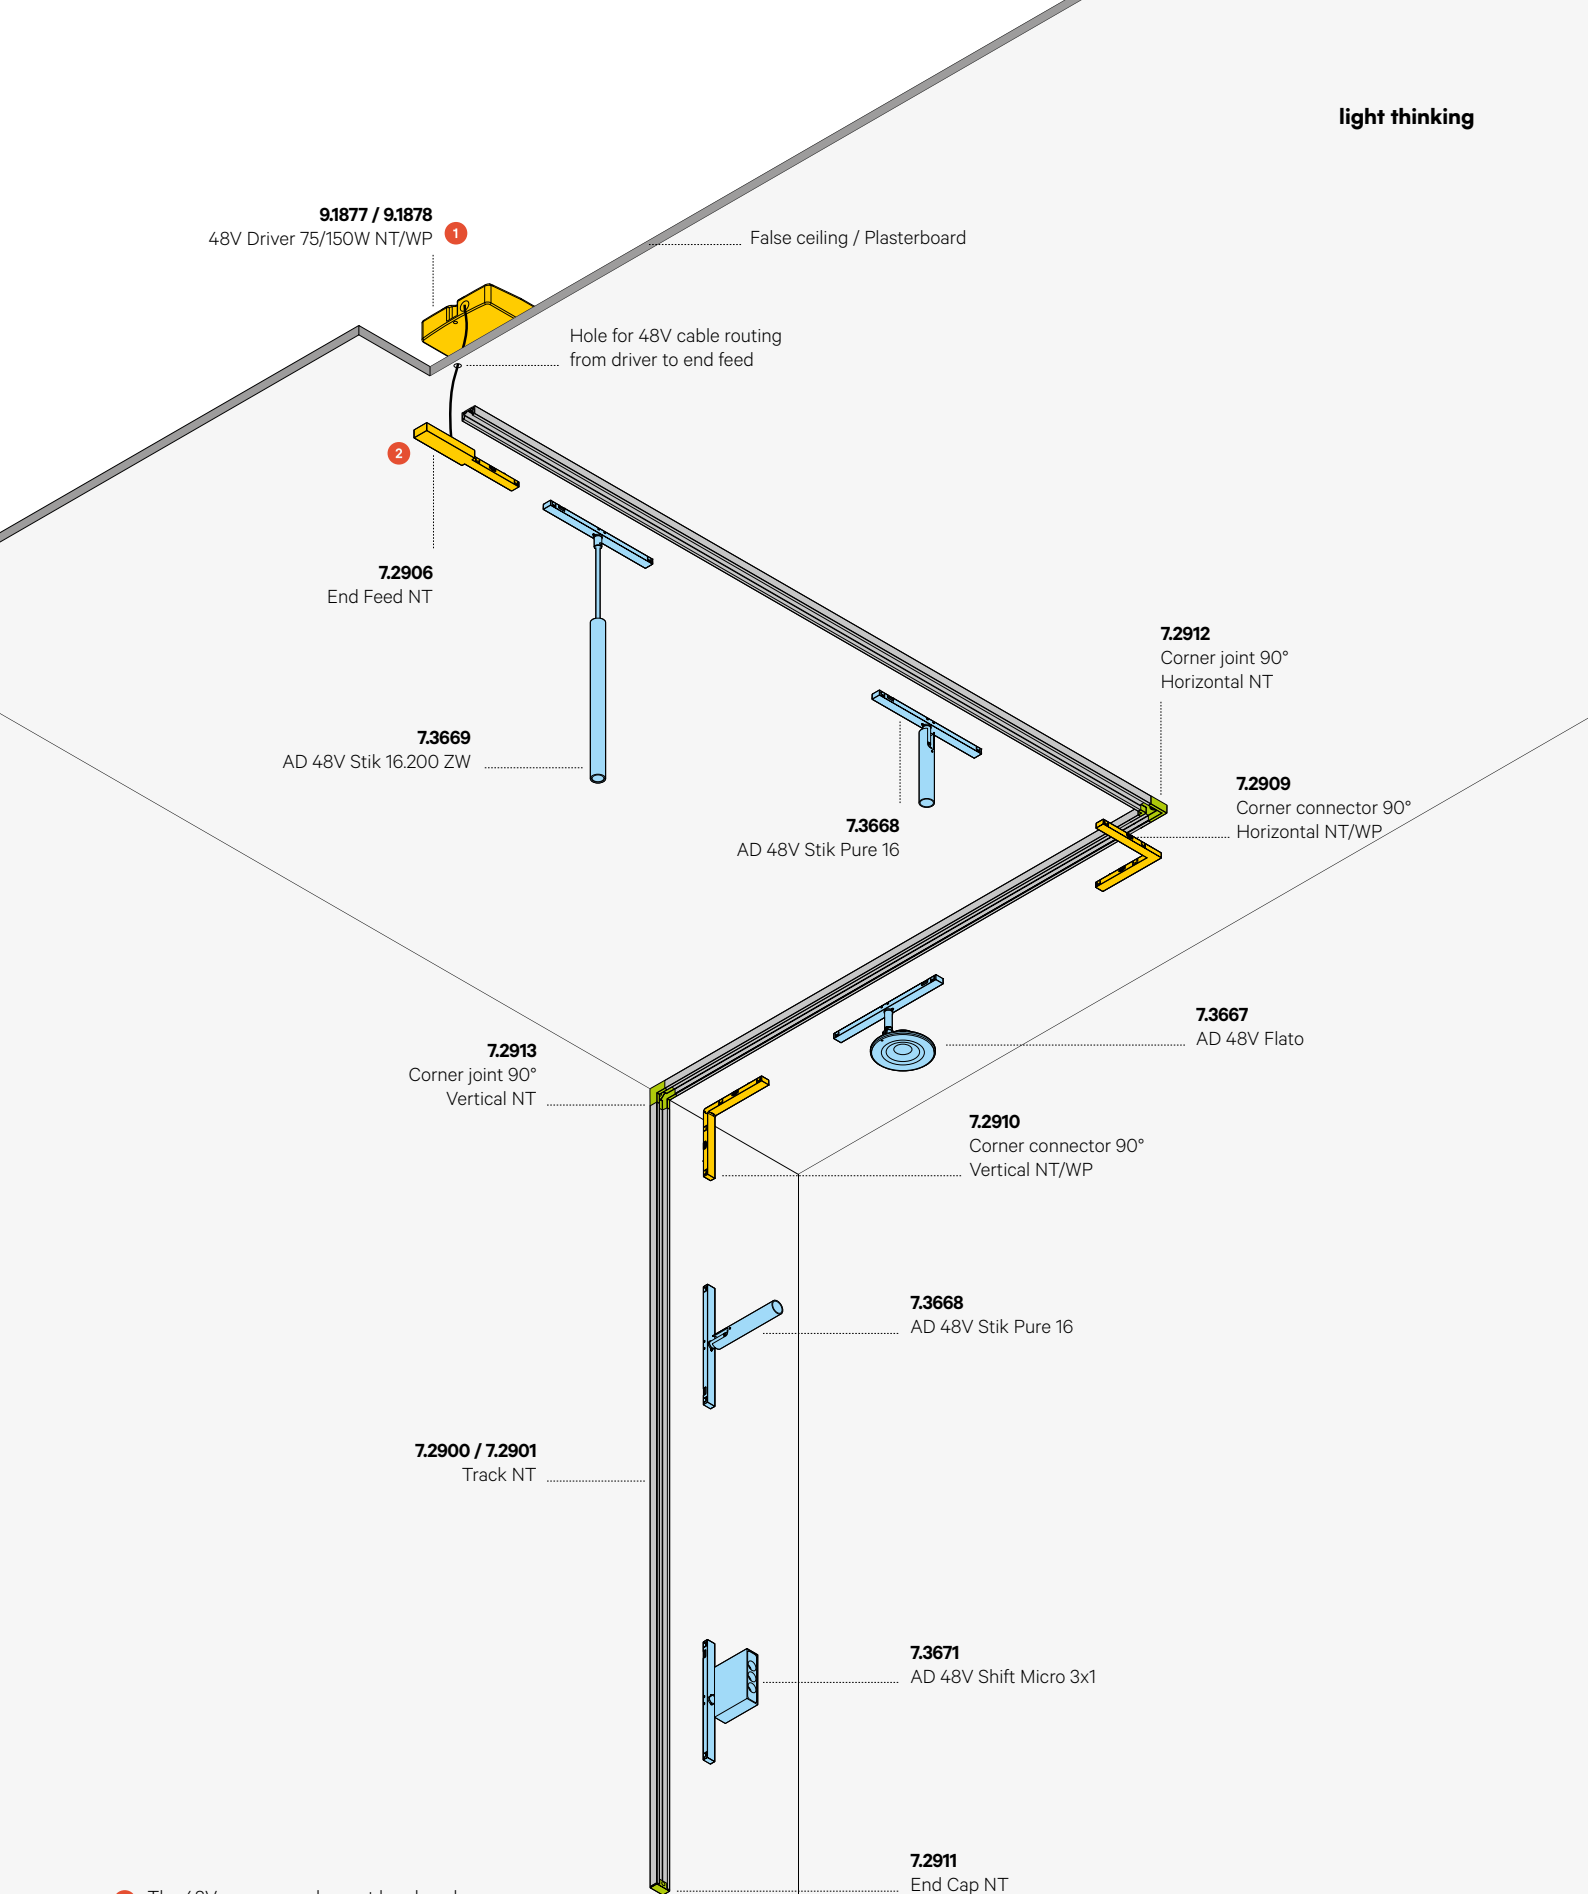 light thinking
9.1877 / 9.1878
48V Driver 75/150W NT/WP
1
False ceiling / Plasterboard
Hole for 48V cable routing
from driver to end feed
2
7.2906
End Feed NT
7.2912
Corner joint 90°
Horizontal NT
7.3669
AD 48V Stik 16.200 ZW
7.2909
Corner connector 90°
Horizontal NT/WP
7.3668
AD 48V Stik Pure 16
7.3667
AD 48V Flato
7.2913
Corner joint 90°
Vertical NT
7.2910
Corner connector 90°
Vertical NT/WP
7.3668
AD 48V Stik Pure 16
7.2900 / 7.2901
Track NT
7.3671
AD 48V Shift Micro 3x1
7.2911
End Cap NT
The 48V